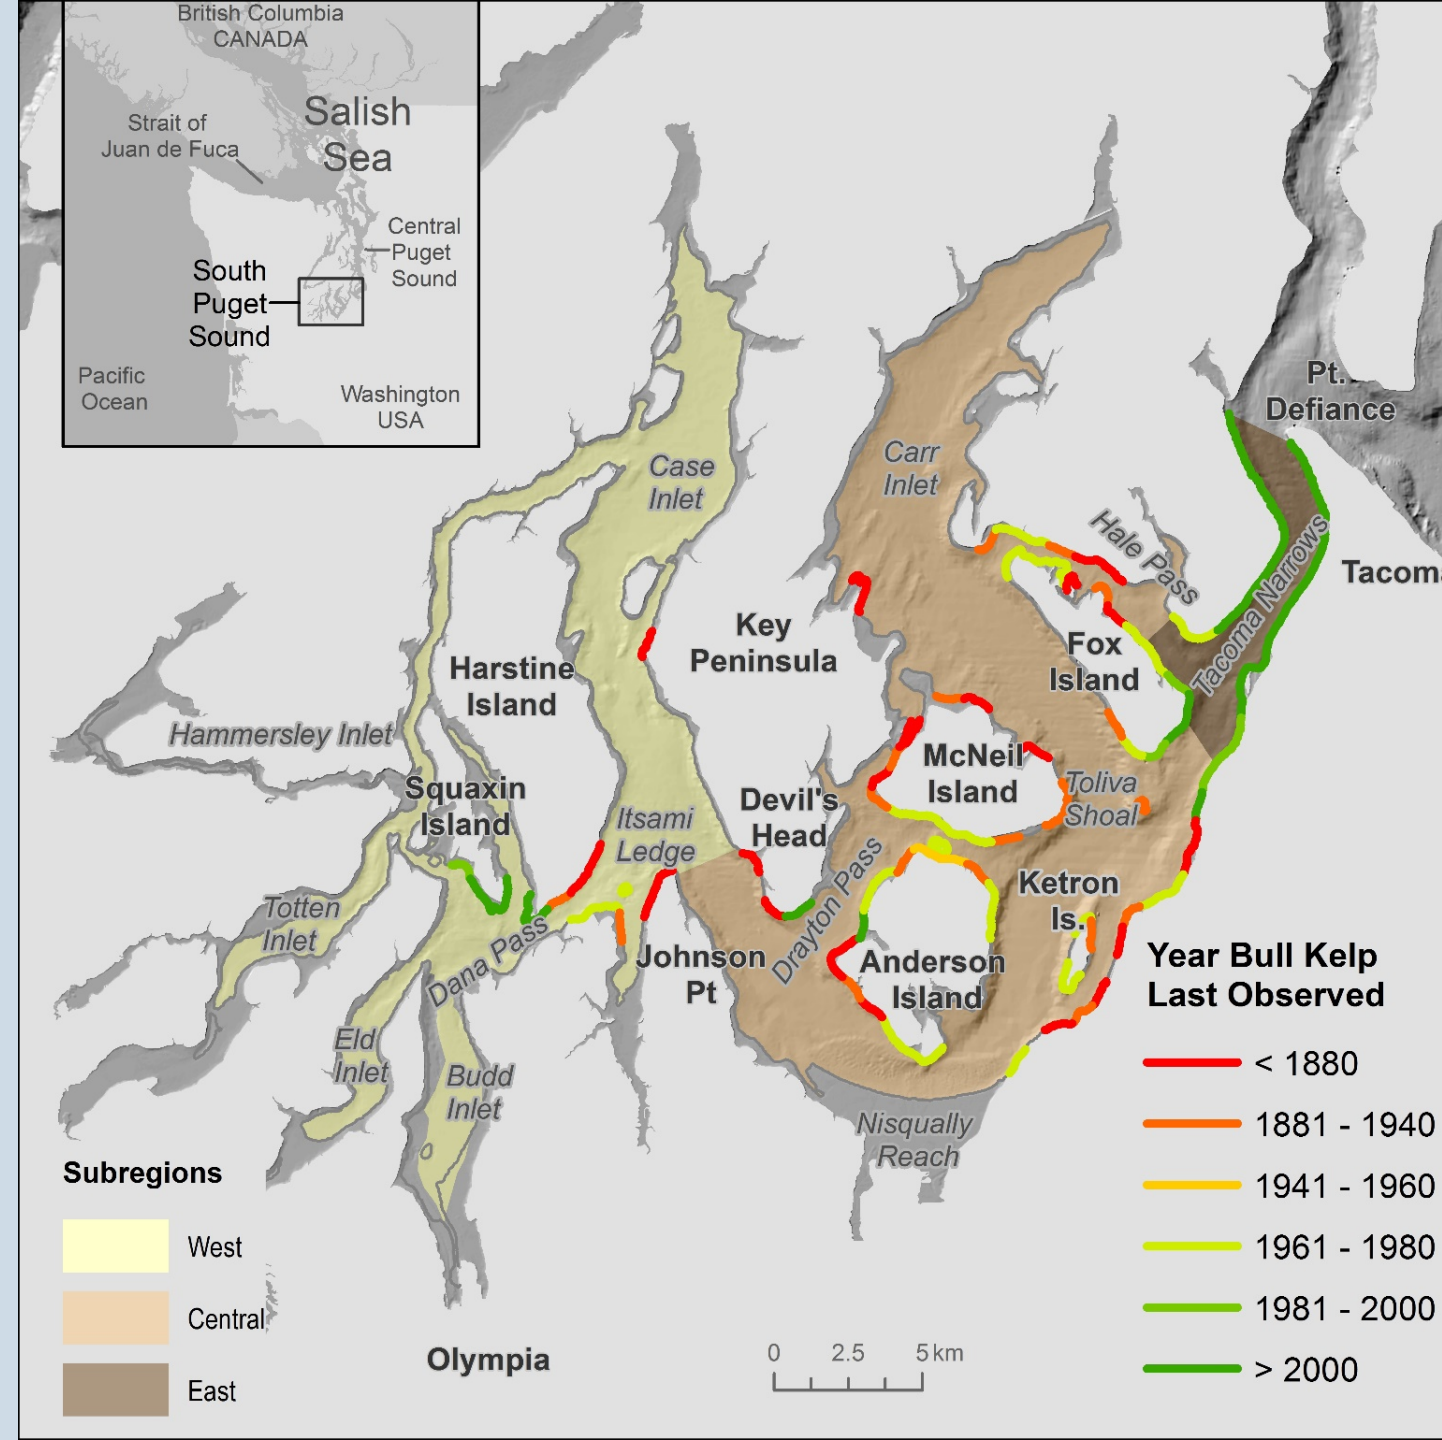 British Columbia
CANADA
Salish
Sea
Strait of
Juan de Fuca
Central
Puget
Sound
South
Puget
Sound
Pacific
Ocean
Washington
USA
Pt.
Defiance
Case
Inlet
Carr
Inlet
Hale Pass
Tacoma Narrows
Tacoma
Key
Peninsula
Fox
Island
Harstine
Island
Hammersley Inlet
McNeil
Island
Toliva
Shoal
Squaxin
Island
Devil's
Head
Itsami
Ledge
Drayton Pass
Ketron
Is.
Totten
Inlet
Dana Pass
Johnson
Pt
Anderson
Island
Eld
Inlet
Budd
Inlet
Nisqually
Reach
Olympia
Year Bull Kelp
Last Observed
< 1880
1881 - 1940
1941 - 1960
1961 - 1980
1981 - 2000
> 2000
Subregions
West
Central
East
0 2.5 5 km